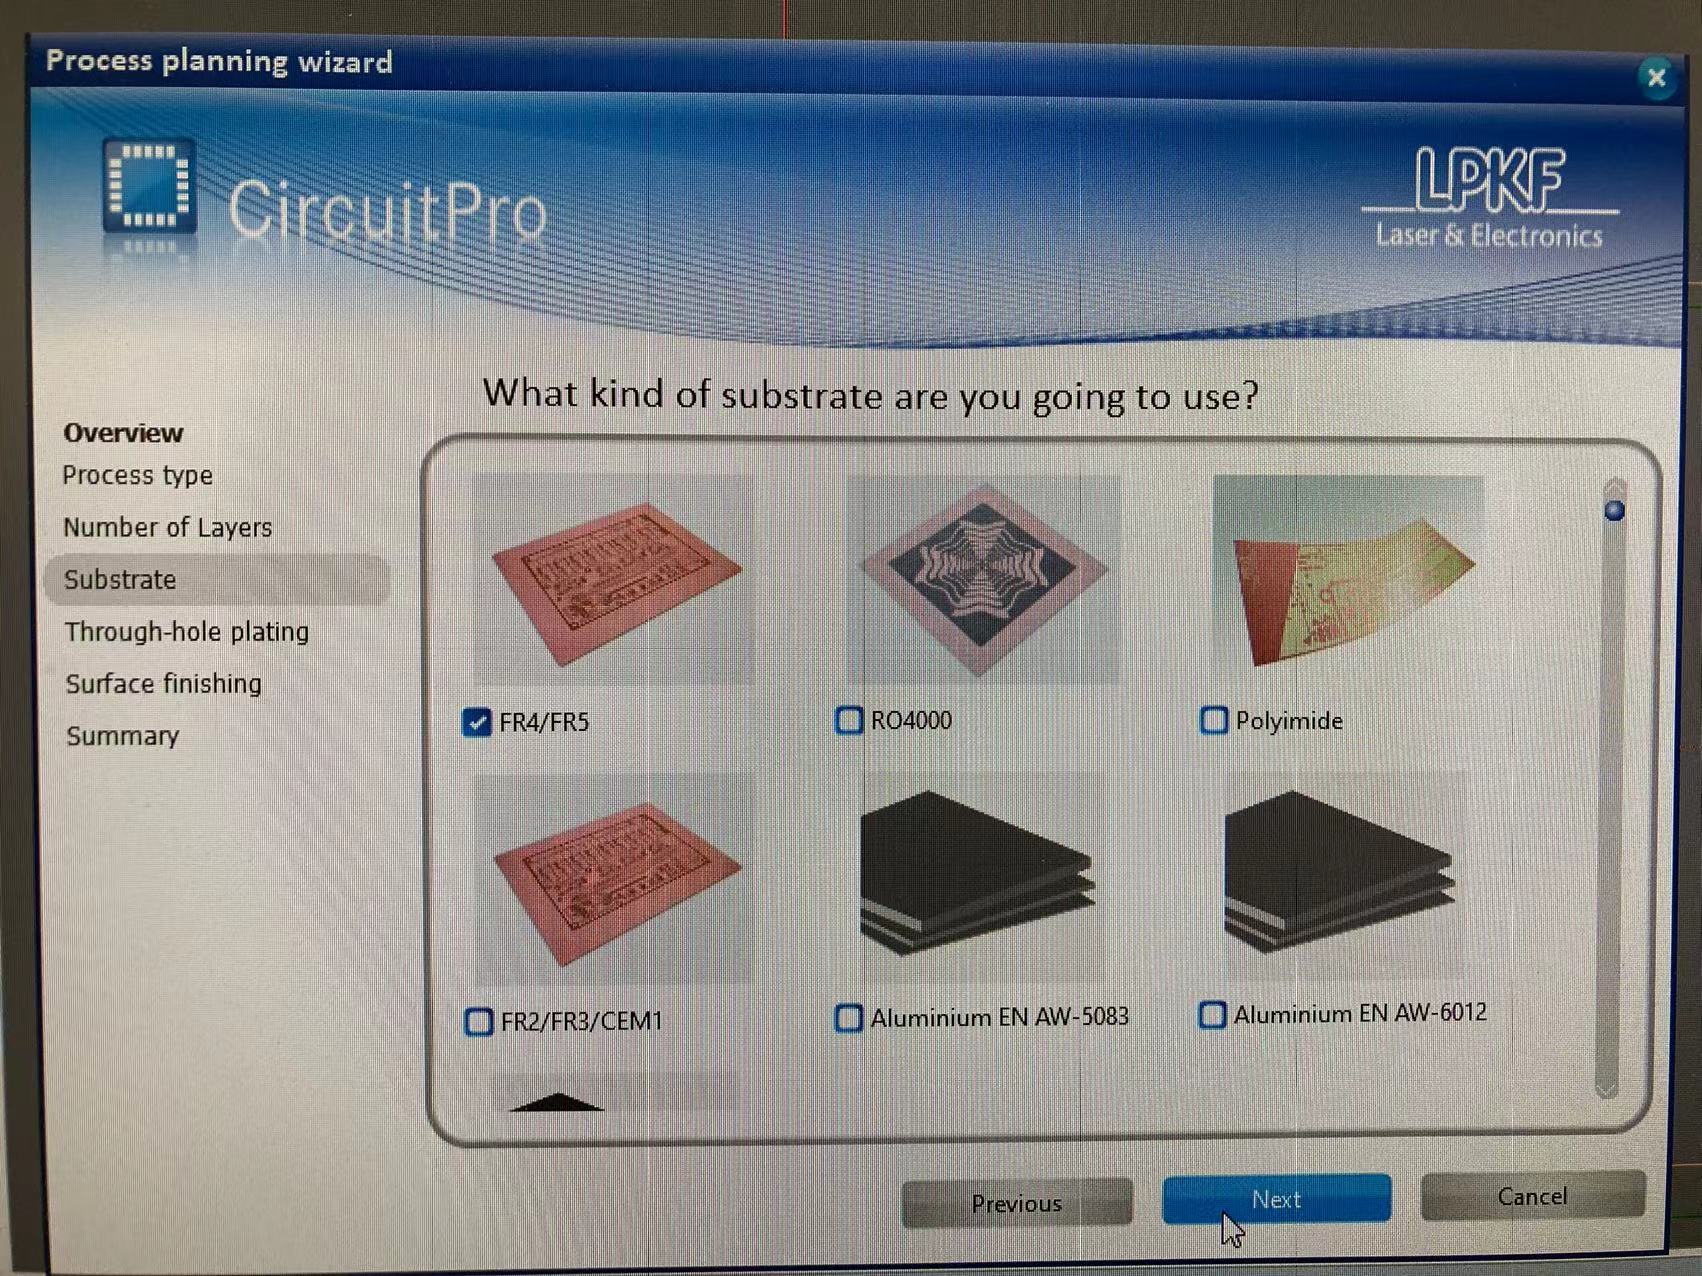 Process planning wizard
CircuitPro
LPKF
Laser & Electronics
What kind of substrate are you going to use?
Overview
Process type
Number of Layers
Substrate
Through-hole plating
Surface finishing
Summary
FR4/FR5
RO4000
Polyimide
FR2/FR3/CEM1
Aluminium EN AW-5083
Aluminium EN AW-6012
Previous
Next
Cancel